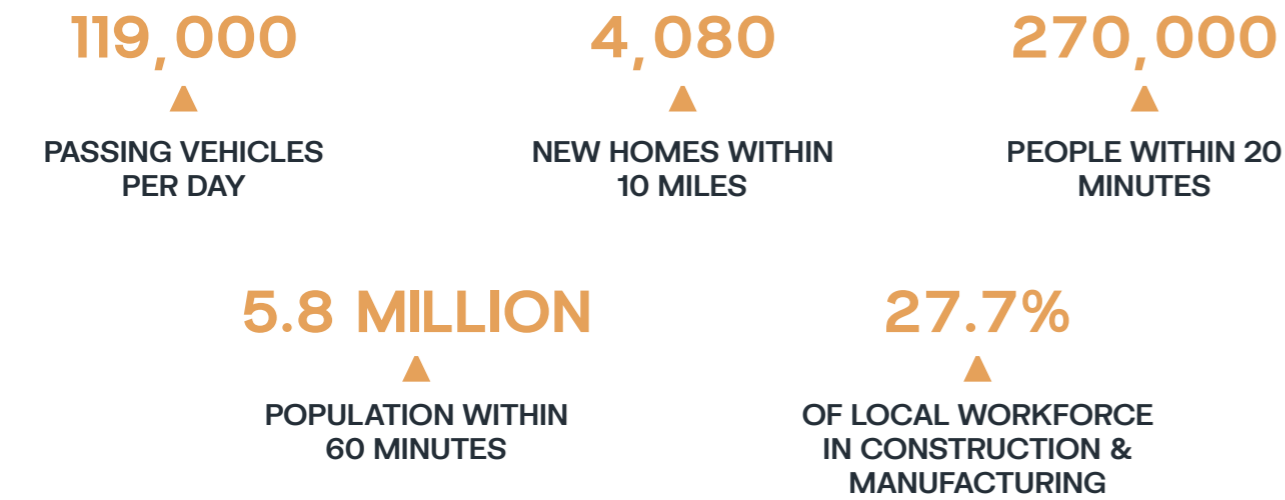 119,000
PASSING VEHICLES
PER DAY
4,080
NEW HOMES WITHIN
10 MILES
270,000
PEOPLE WITHIN 20
MINUTES
5.8 MILLION
POPULATION WITHIN
60 MINUTES
27.7%
OF LOCAL WORKFORCE
IN CONSTRUCTION &
MANUFACTURING